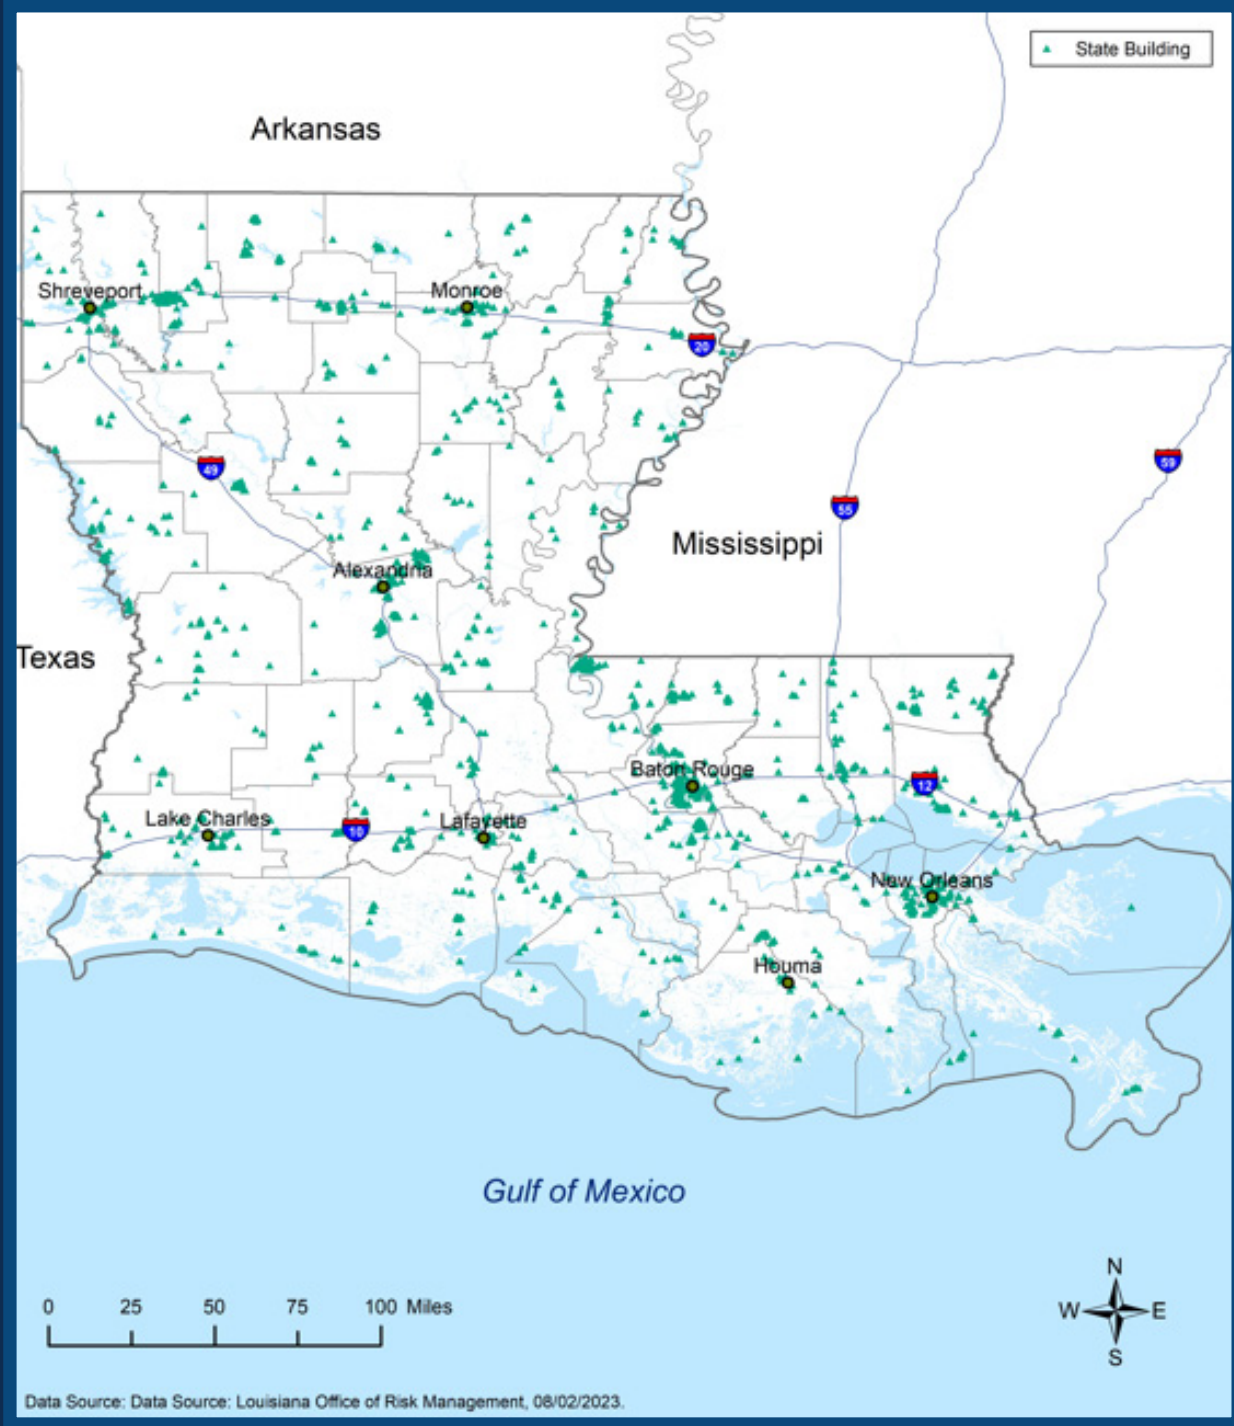 State Building
Arkansas
Shreveport
Monroe
20
49
59
55
Mississippi
Alexandria
Texas
Baton Rouge
12
Lake Charles
10
Lafayette
New Orleans
Houma
Gulf of Mexico
N
W E
S
0 25 50 75 100 Miles
Data Source: Data Source: Louisiana Office of Risk Management, 08/02/2023.